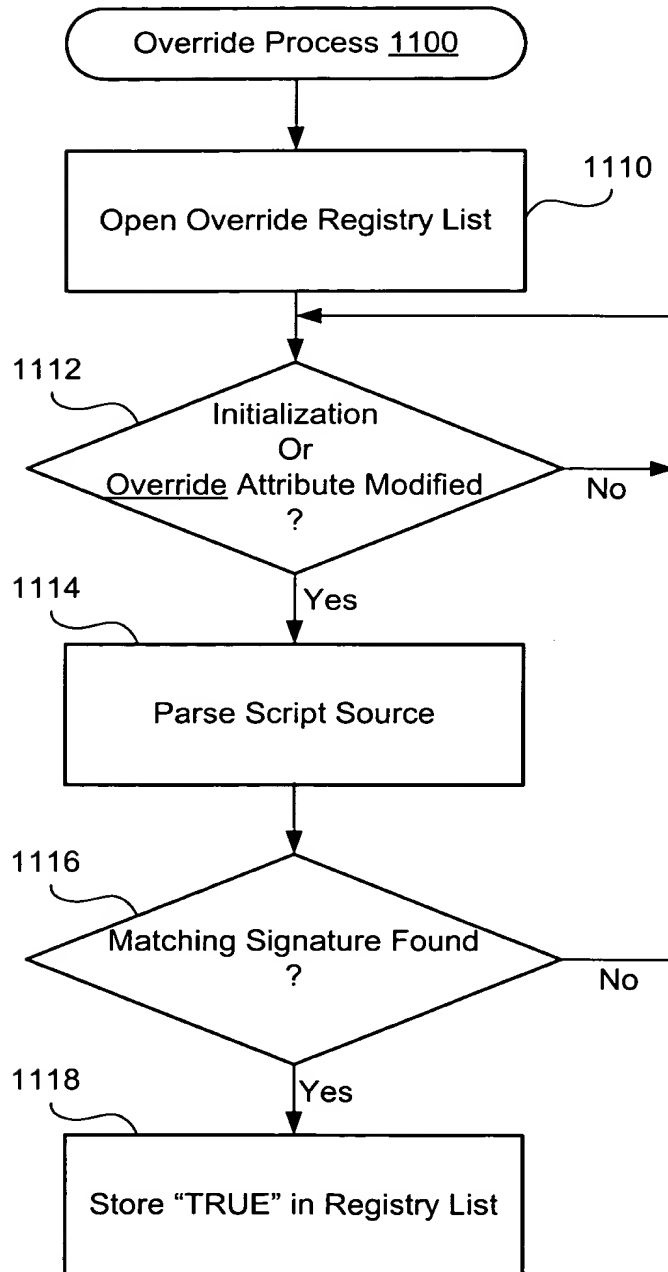 Override Process 1100
1110
Open Override Registry List
1112
Initialization
Or
Override Attribute Modified
?
No
Yes
1114
Parse Script Source
1116
Matching Signature Found
?
No
Yes
1118
Store “TRUE” in Registry List